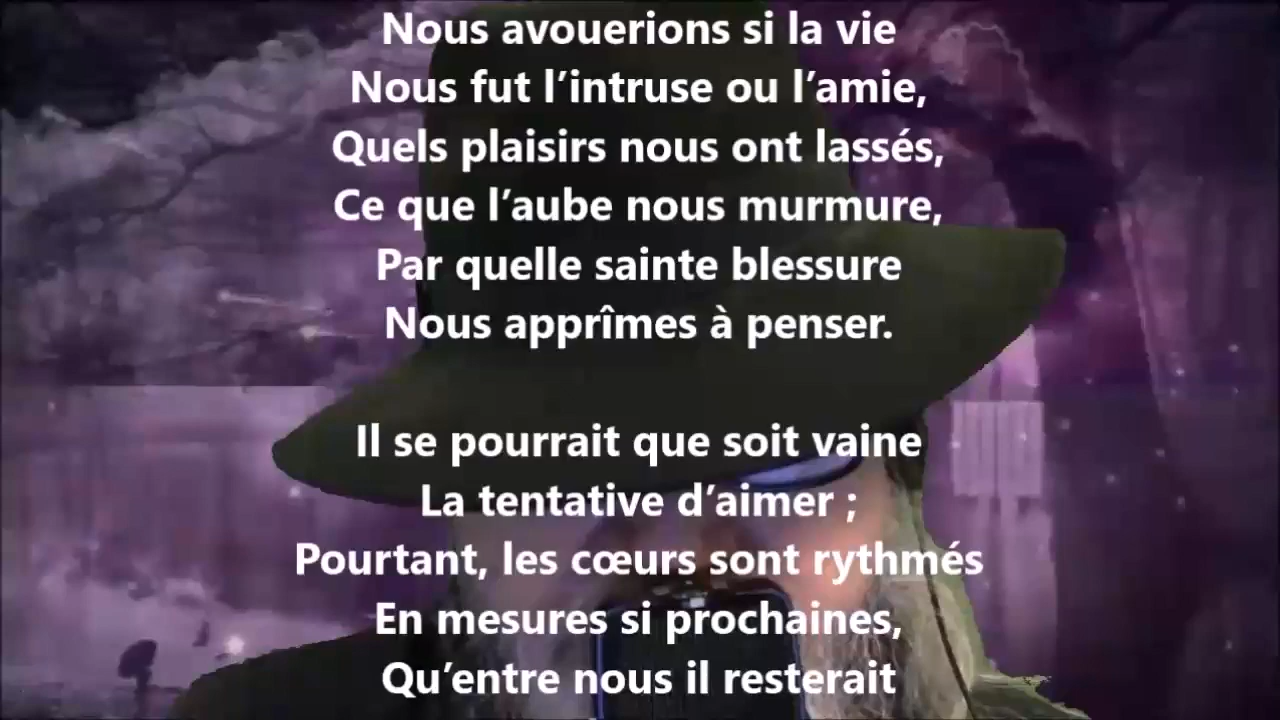 Nous avouerions si la vie
Nous fut l’intruse ou l’amie,
Quels plaisirs nous ont lassés,
Ce que l’aube nous murmure,
Par quelle sainte blessure
Nous apprîmes à penser.
Il se pourrait que soit vaine
La tentative d’aimer ;
Pourtant, les cœurs sont rythmés
En mesures si prochaines,
Qu’entre nous il resterait